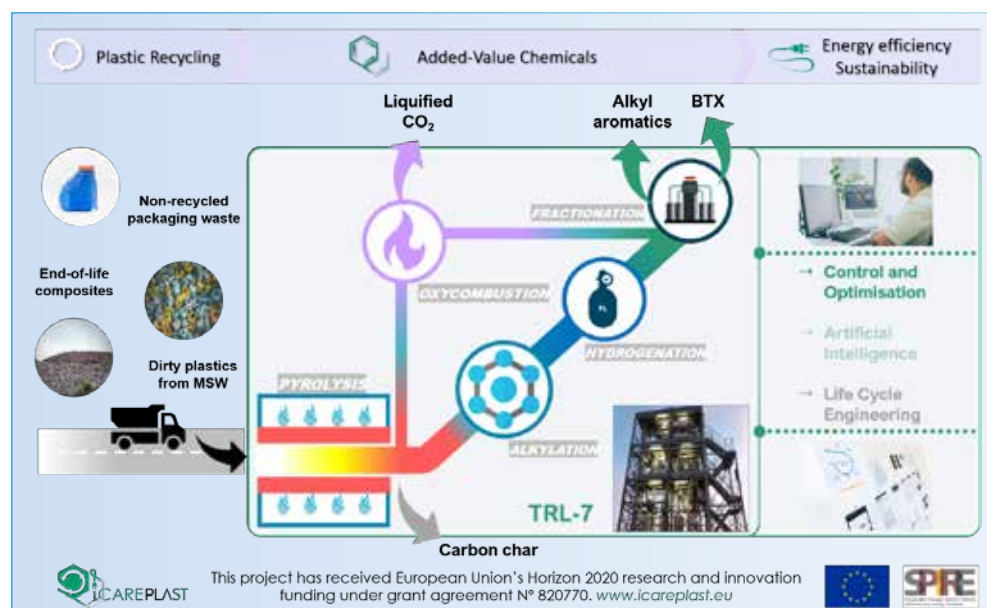 Plastic Recycling
Added-Value Chemicals
Energy efficiency
Sustainability
Liquified
CO₂
Alkyl
aromatics
BTX
Non-recycled
packaging waste
End-of-life
composites
Dirty plastics
from MSW
FRACTIONATION
OXYCOMBUSTION
HYDROGENATION
PYROLYSIS
ALKYLATION
→ Control and
Optimisation
Artificial
Intelligence
→ Life Cycle
Engineering
TRL-7
Carbon char
iCAREPLAST
This project has received European Union's Horizon 2020 research and innovation
funding under grant agreement Nº 820770. www.icareplast.eu
SPIRE